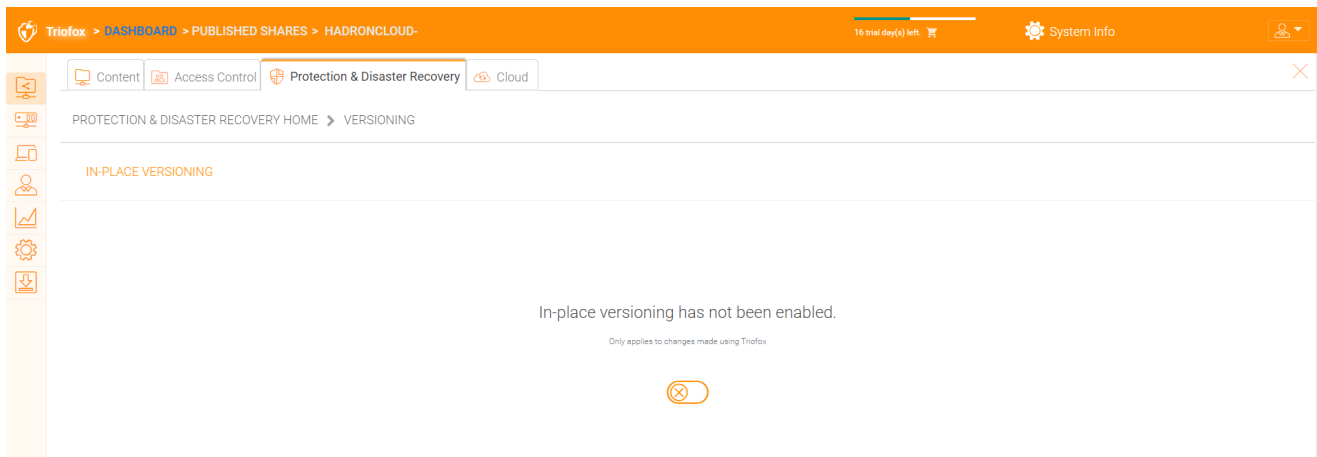 Triofox > DASHBOARD > PUBLISHED SHARES > HADRONCLOUD-
16 trial day(s) left.
System Info
Content Access Control Protection & Disaster Recovery Cloud
PROTECTION & DISASTER RECOVERY HOME > VERSIONING
IN-PLACE VERSIONING
In-place versioning has not been enabled.
Only applies to changes made using Triofox